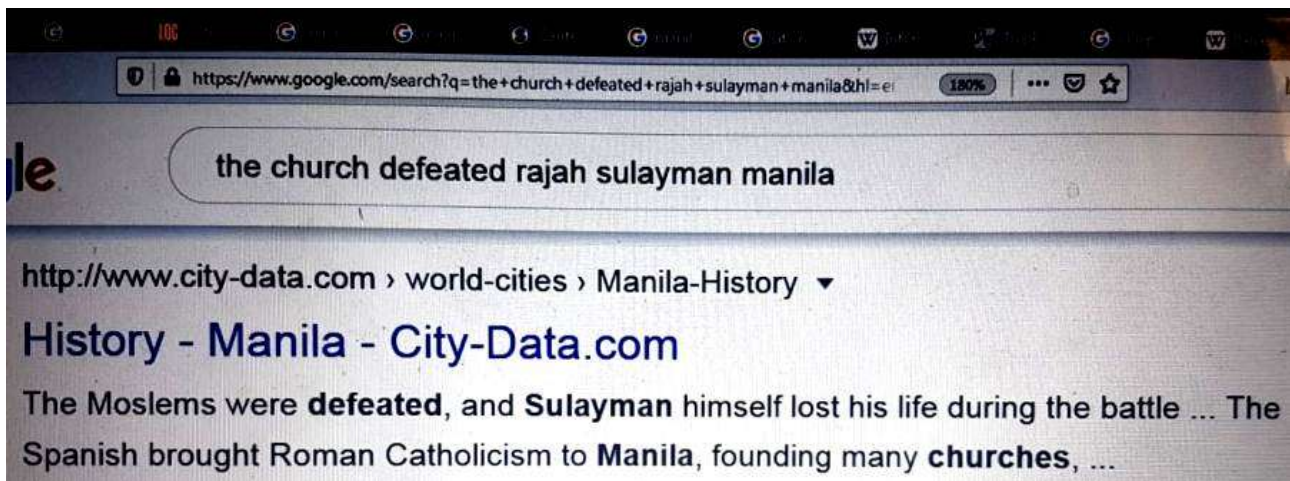 LOC
https://www.google.com/search?q=the+church+defeated+rajah+sulayman+manila&hl=e 180%
le the church defeated rajah sulayman manila
http://www.city-data.com › world-cities › Manila-History
History - Manila - City-Data.com
The Moslems were defeated, and Sulayman himself lost his life during the battle ... The
Spanish brought Roman Catholicism to Manila, founding many churches, ...